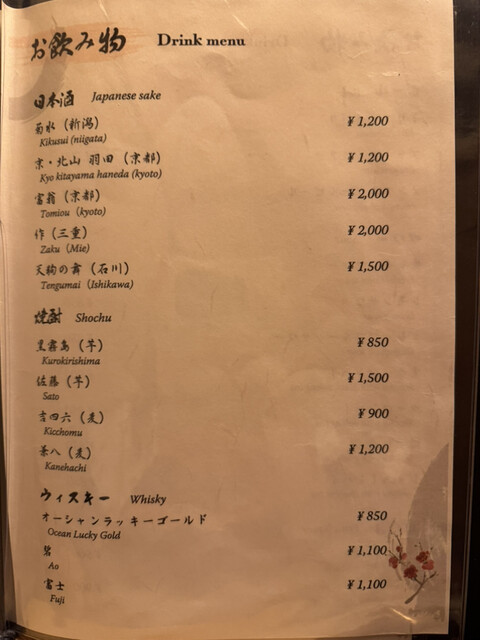 お飲み物 Drink menu
日本酒 Japanese sake
菊水（新潟） ¥1,200
Kikusui (niigata)
京・北山 羽田（京都） ¥1,200
Kyo kitayama haneda (kyoto)
富翁（京都） ¥2,000
Tomiou (kyoto)
作（三重） ¥2,000
Zaku (Mie)
天狗の舞（石川） ¥1,500
Tengumai (Ishikawa)
焼酎 Shochu
黒霧島（芋） ¥850
Kurokirishima
佐藤（芋） ¥1,500
Sato
吉四六（麦） ¥900
Kicchomu
兼八（麦） ¥1,200
Kanehachi
ウィスキー Whisky
オーシャンラッキーゴールド ¥850
Ocean Lucky Gold
碧 ¥1,100
Ao
富士 ¥1,100
Fuji